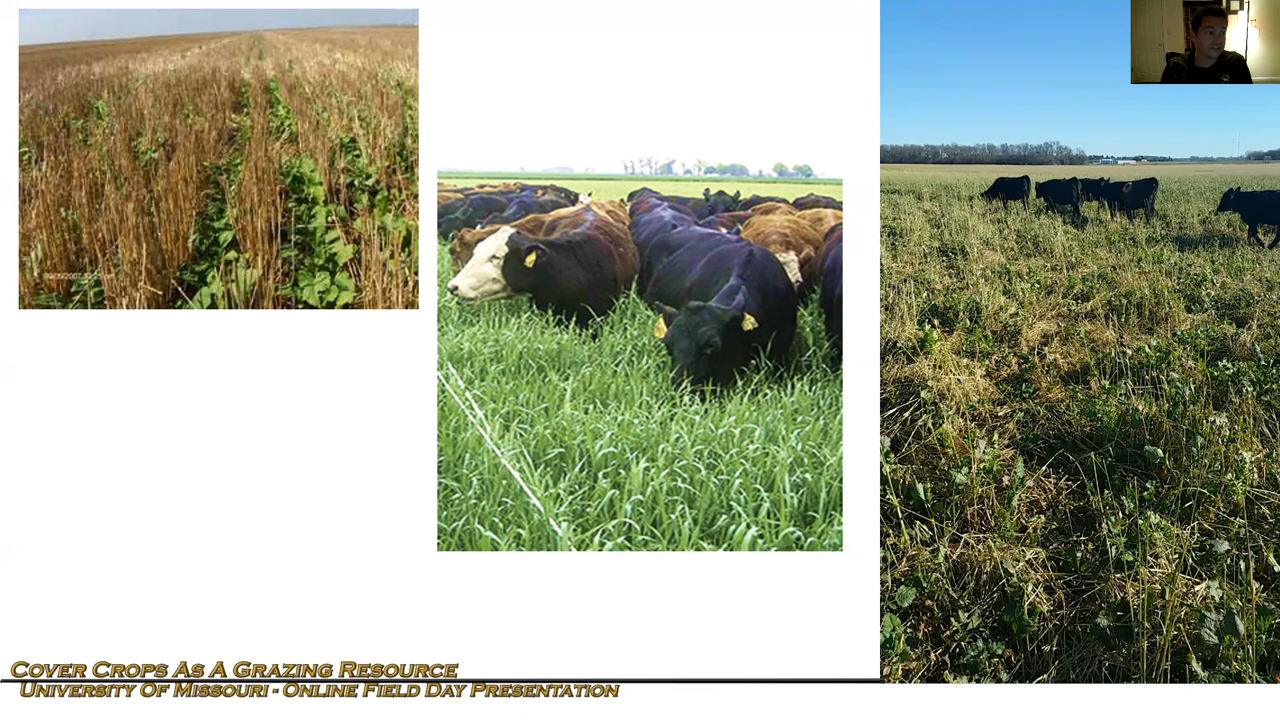 COVER CROPS AS A GRAZING RESOURCE
UNIVERSITY OF MISSOURI - ONLINE FIELD DAY PRESENTATION